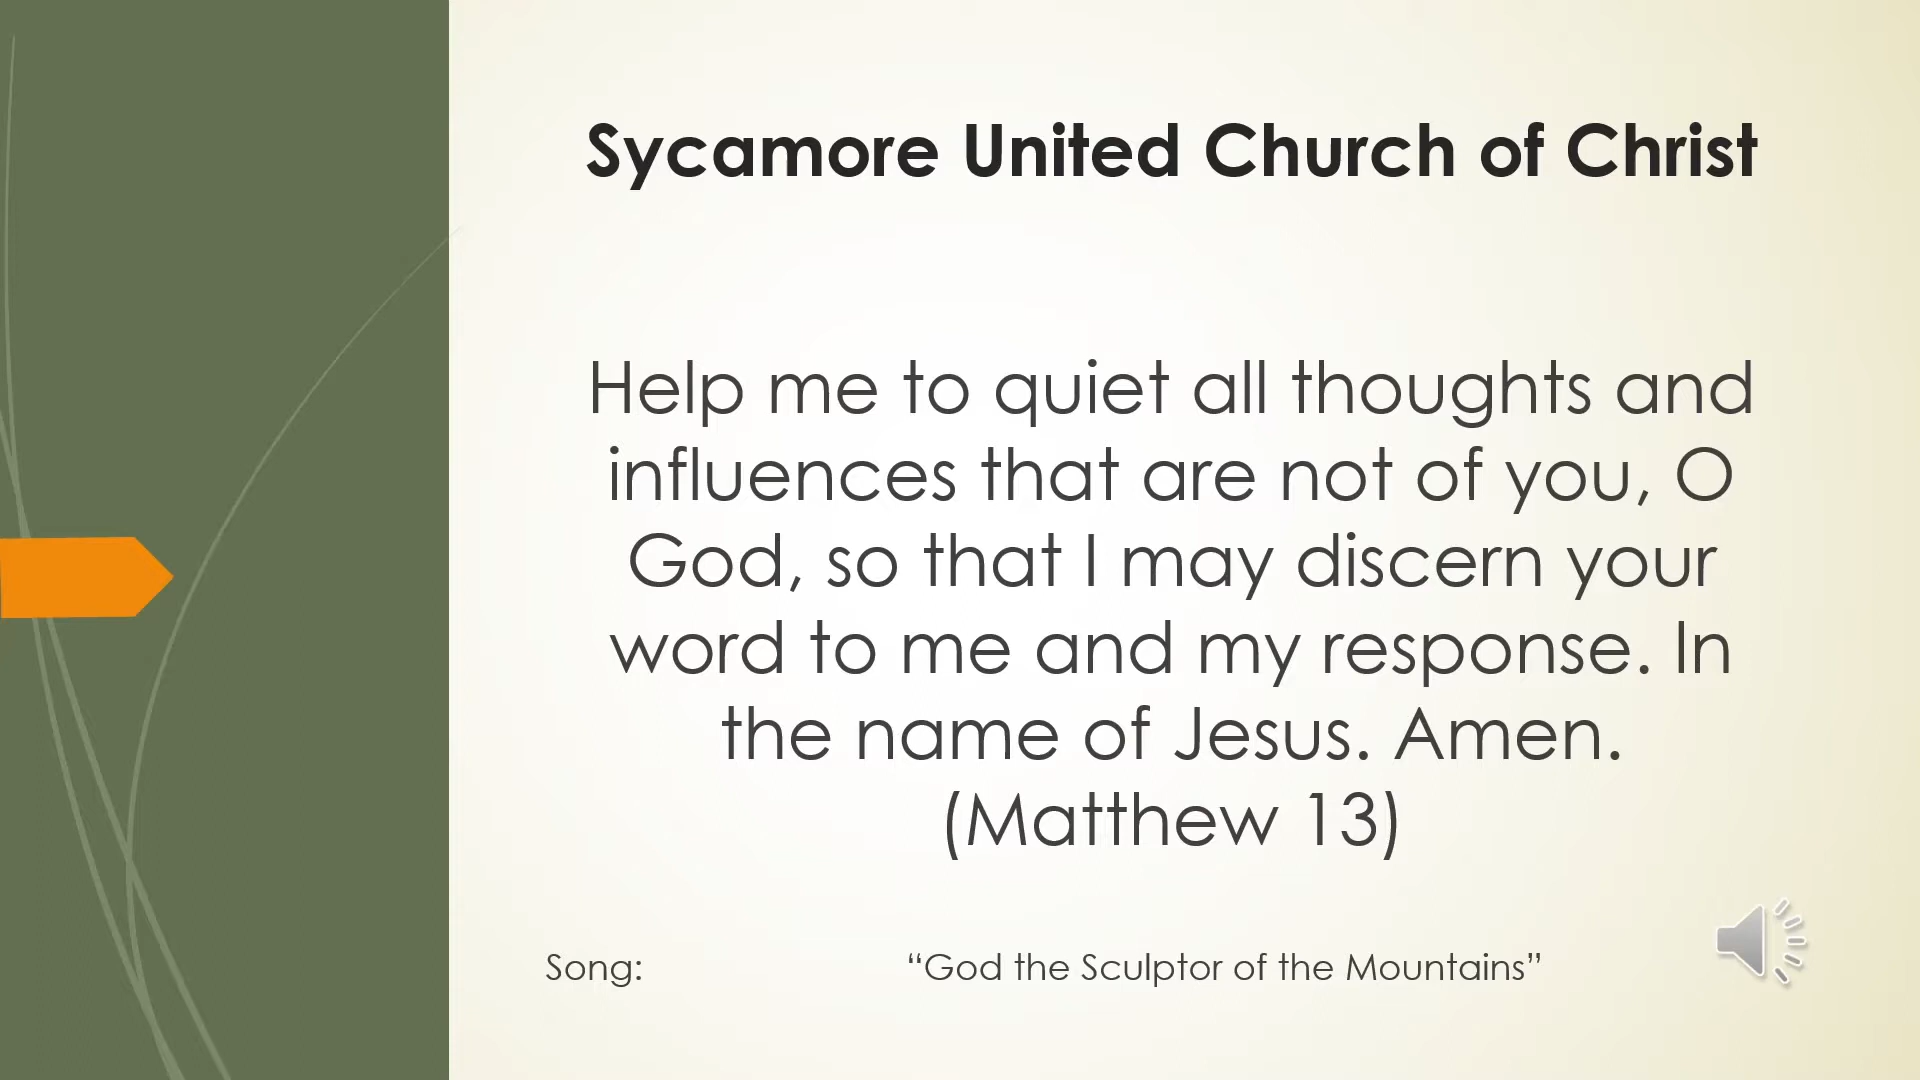 Sycamore United Church of Christ
Help me to quiet all thoughts and
influences that are not of you, O
God, so that I may discern your
word to me and my response. In
the name of Jesus. Amen.
(Matthew 13)
Song: “God the Sculptor of the Mountains”